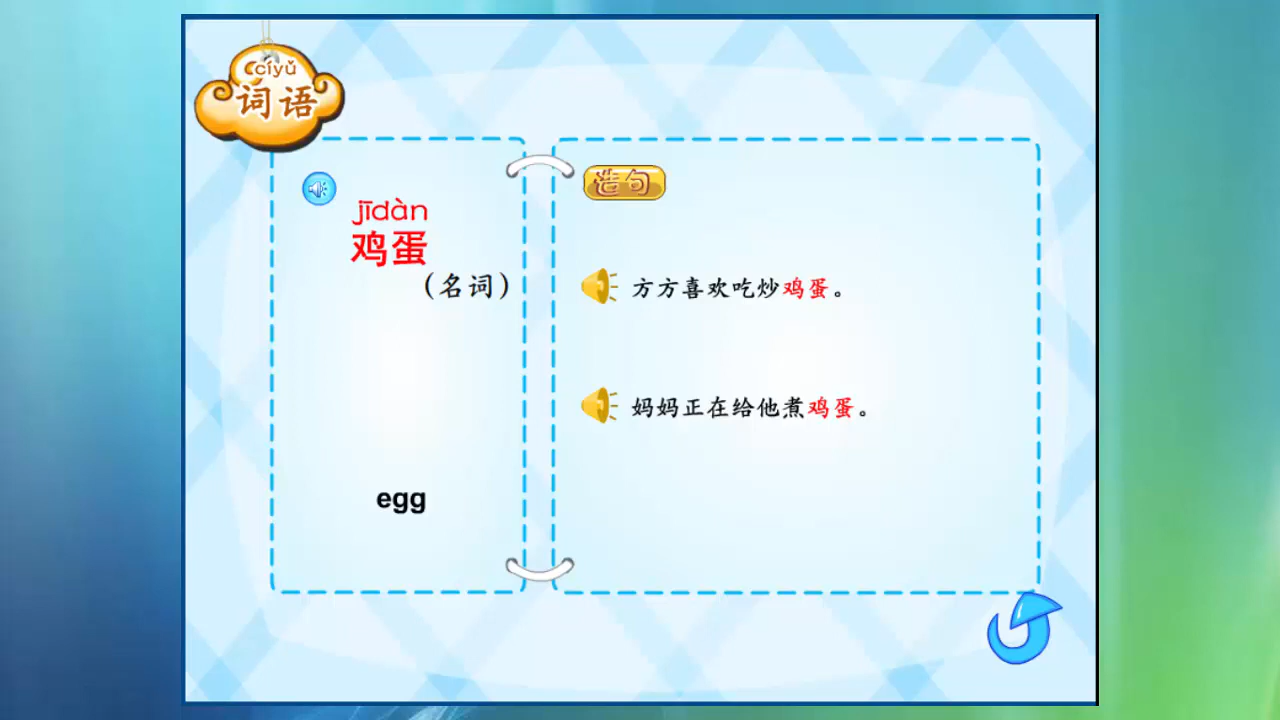 cíyǔ
词语
jīdàn
鸡蛋
（名词）
egg
造句
方方喜欢吃炒鸡蛋。
妈妈正在给他煮鸡蛋。